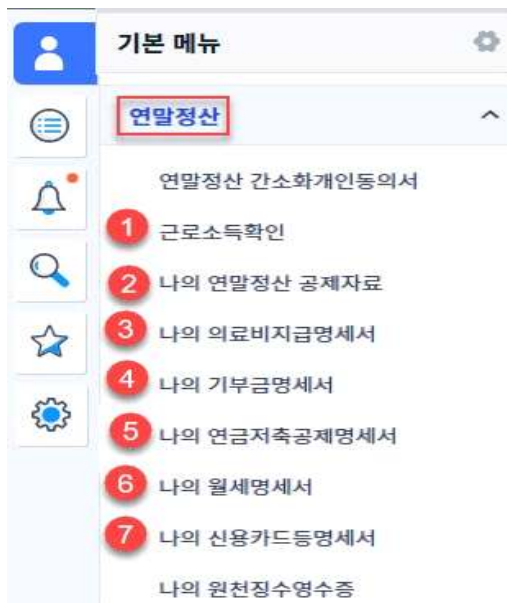 기본 메뉴
연말정산
연말정산 간소화개인동의서
1 근로소득확인
2 나의 연말정산 공제자료
3 나의 의료비지급명세서
4 나의 기부금명세서
5 나의 연금저축공제명세서
6 나의 월세명세서
7 나의 신용카드등명세서
나의 원천징수영수증